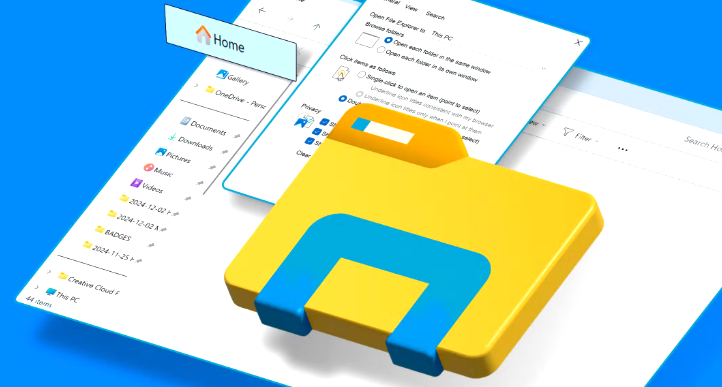 Home
Gallery
OneDrive - Pers
Documents
Downloads
Pictures
Music
Videos
2024-12-02
2024-12-02
BADGES
2024-11-25
Creative Cloud F
This PC
44 items
View
Search
Open File Explorer to
This PC
Browse folders
Open each folder in the same window
Open each folder in its own window
Click items as follows
Single-click to open an item (point to select)
Underline icon titles consistent with my browser
Underline icon titles only when I point at them
Privacy
Filter
Search Ho